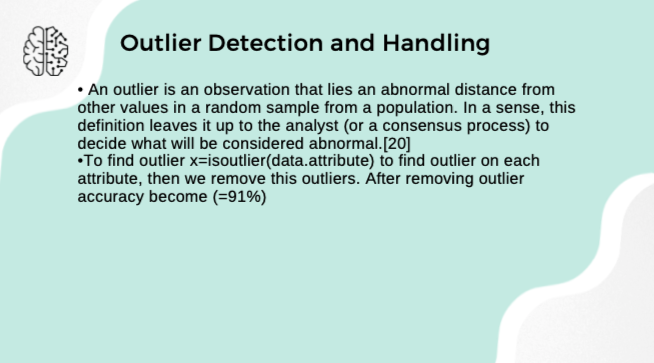 Outlier Detection and Handling
• An outlier is an observation that lies an abnormal distance from
other values in a random sample from a population. In a sense, this
definition leaves it up to the analyst (or a consensus process) to
decide what will be considered abnormal.[20]
•To find outlier x=isoutlier(data.attribute) to find outlier on each
attribute, then we remove this outliers. After removing outlier
accuracy become (=91%)